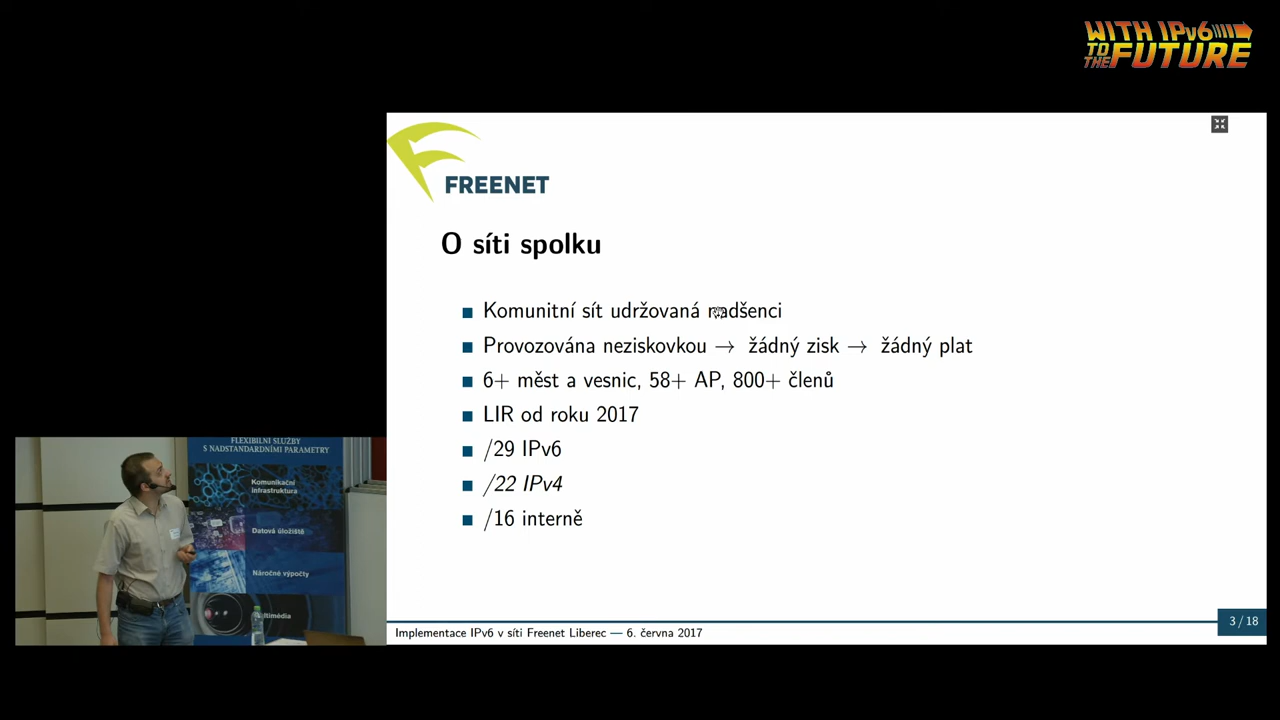 WITH IPv6
TO THE FUTURE
FREENET
O síti spolku
Komunitní sít udržovaná nadšenci
Provozována neziskovkou → žádný zisk → žádný plat
6+ měst a vesnic, 58+ AP, 800+ členů
LIR od roku 2017
/29 IPv6
/22 IPv4
/16 interně
Implementace IPv6 v síti Freenet Liberec — 6. června 2017
3 / 18
FLEXIBILNÍ SLUŽBY
S NADSTANDARDNÍMI PARAMETRY
Komunikační
infrastruktura
Datová úložiště
Náročné výpočty
ltimédia